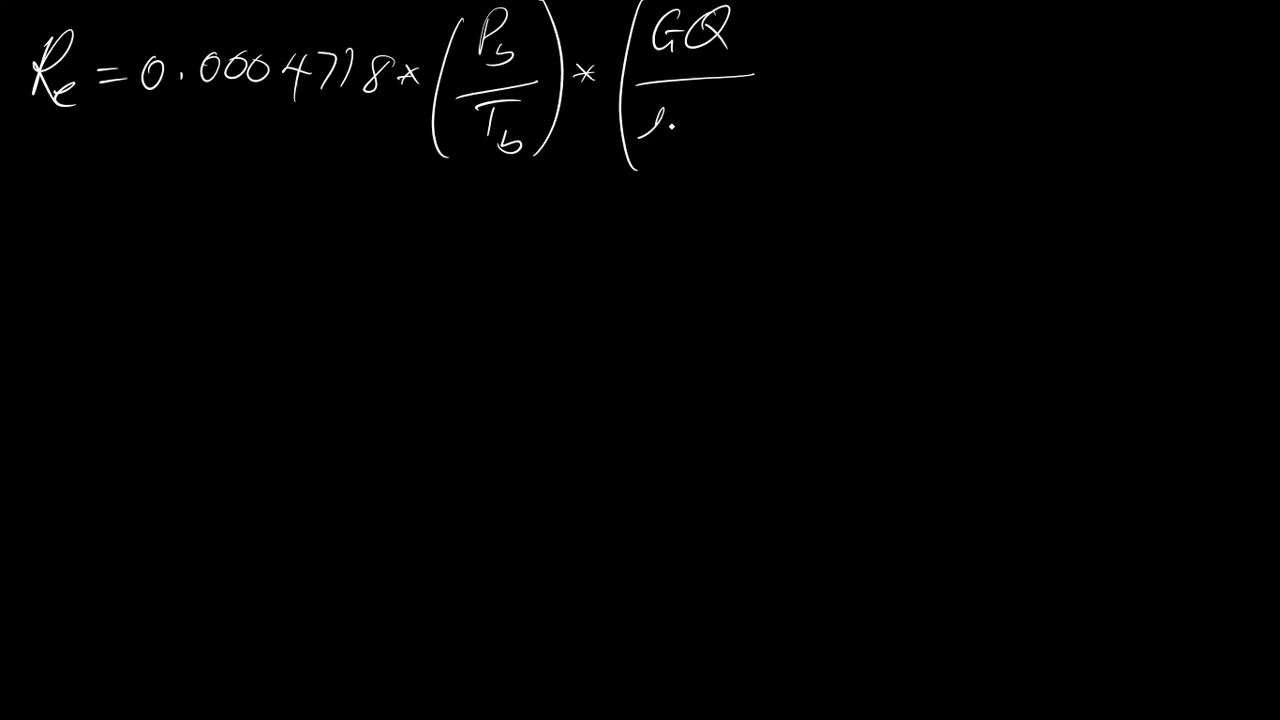 Re = 0.0004778 * (Pb/Tb) * (GQ/